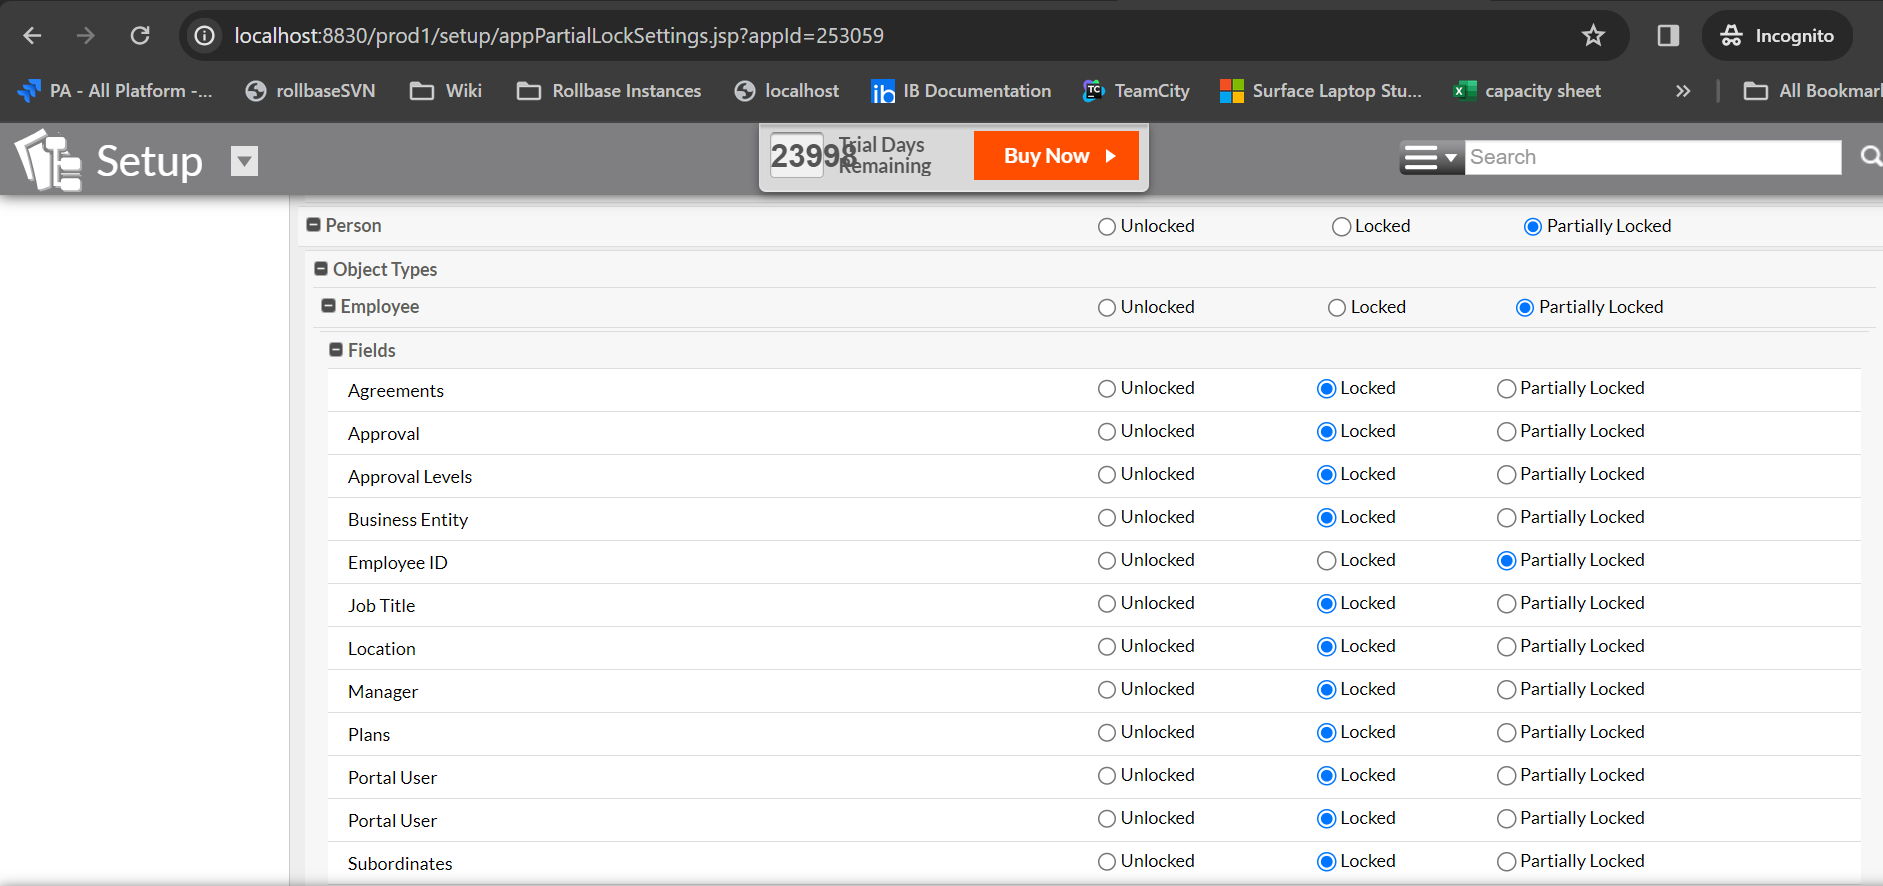 localhost:8830/prod1/setup/appPartialLockSettings.jsp?appId=253059 Incognito
PA - All Platform -... rollbaseSVN Wiki Rollbase Instances localhost IB Documentation TeamCity Surface Laptop Stu... capacity sheet » All Bookmar
Setup 23998 Trial Days Remaining Buy Now Search
Person Unlocked Locked Partially Locked
Object Types
Employee Unlocked Locked Partially Locked
Fields
Agreements Unlocked Locked Partially Locked
Approval Unlocked Locked Partially Locked
Approval Levels Unlocked Locked Partially Locked
Business Entity Unlocked Locked Partially Locked
Employee ID Unlocked Locked Partially Locked
Job Title Unlocked Locked Partially Locked
Location Unlocked Locked Partially Locked
Manager Unlocked Locked Partially Locked
Plans Unlocked Locked Partially Locked
Portal User Unlocked Locked Partially Locked
Portal User Unlocked Locked Partially Locked
Subordinates Unlocked Locked Partially Locked